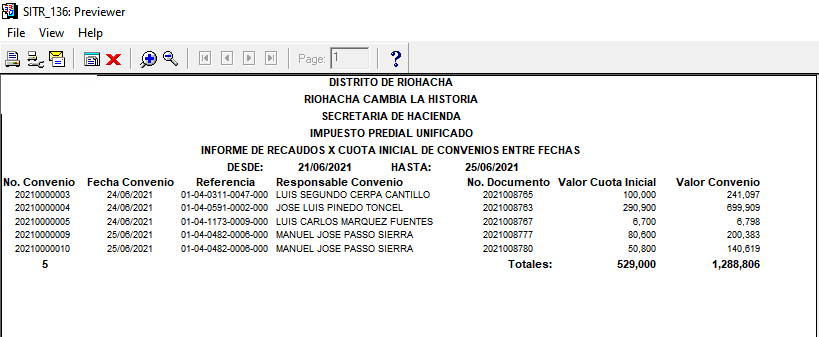 SITR_136: Previewer
File View Help
Page: 1
DISTRITO DE RIOHACHA
RIOHACHA CAMBIA LA HISTORIA
SECRETARIA DE HACIENDA
IMPUESTO PREDIAL UNIFICADO
INFORME DE RECAUDOS X CUOTA INICIAL DE CONVENIOS ENTRE FECHAS
DESDE: 21/06/2021 HASTA: 25/06/2021
No. Convenio Fecha Convenio Referencia Responsable Convenio No. Documento Valor Cuota Inicial Valor Convenio
20210000003 24/06/2021 01-04-0311-0047-000 LUIS SEGUNDO CERPA CANTILLO 2021008765 100,000 241,097
20210000004 24/06/2021 01-04-0591-0002-000 JOSE LUIS PINEDO TONCEL 2021008763 290,900 699,909
20210000005 24/06/2021 01-04-1173-0009-000 LUIS CARLOS MARQUEZ FUENTES 2021008767 6,700 6,798
20210000009 25/06/2021 01-04-0482-0006-000 MANUEL JOSE PASSO SIERRA 2021008777 80,600 200,383
20210000010 25/06/2021 01-04-0482-0006-000 MANUEL JOSE PASSO SIERRA 2021008780 50,800 140,619
5 Totales: 529,000 1,288,806